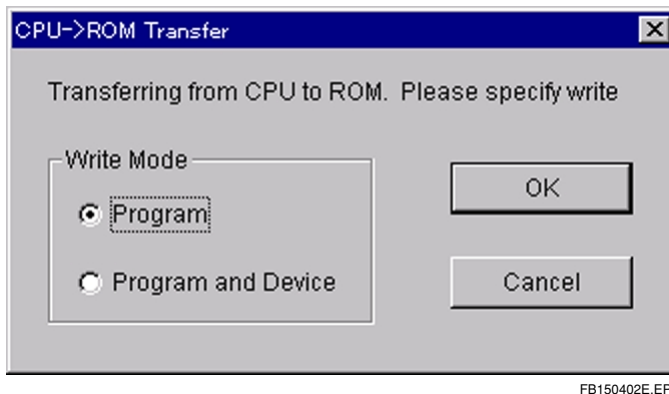 CPU->ROM Transfer
Transferring from CPU to ROM. Please specify write
Write Mode
Program
OK
Program and Device
Cancel
FB150402E.EP